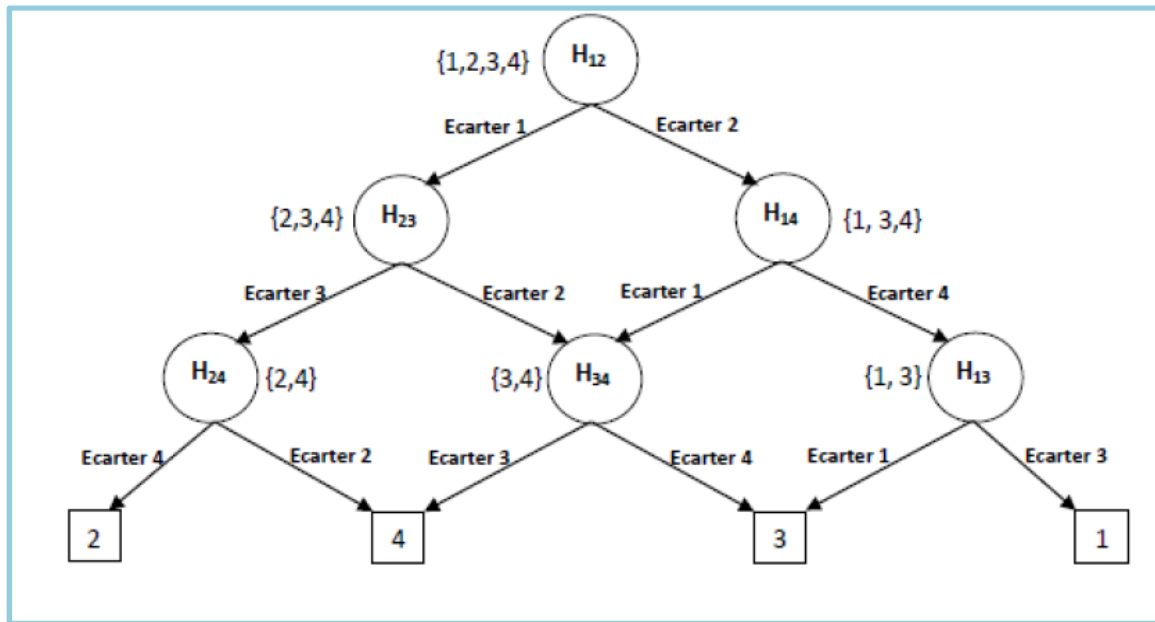 {1,2,3,4} H₁₂
Ecarter 1 Ecarter 2
{2,3,4} H₂₃ H₁₄ {1, 3,4}
Ecarter 3 Ecarter 2 Ecarter 1 Ecarter 4
H₂₄ {2,4} {3,4} H₃₄ {1, 3} H₁₃
Ecarter 4 Ecarter 2 Ecarter 3 Ecarter 4 Ecarter 1 Ecarter 3
2 4 3 1